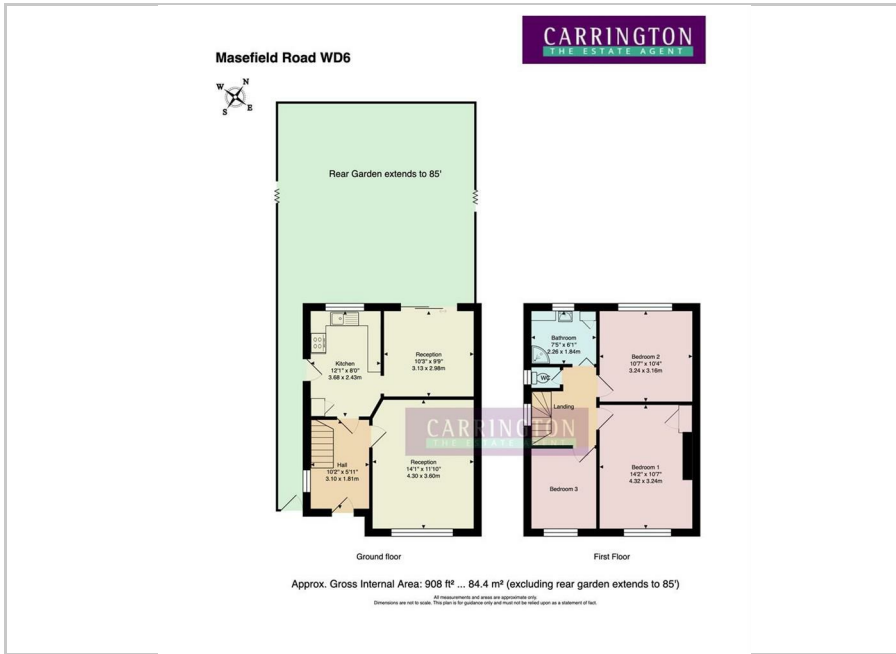 CARRINGTON
THE ESTATE AGENT
Masefield Road WD6
N
W
E
S
Rear Garden extends to 85'
Kitchen
12'1" x 8'0"
3.68 x 2.43m
Reception
10'3" x 9'9"
3.13 x 2.98m
Bathroom
7'5" x 6'1"
2.26 x 1.84m
Bedroom 2
10'7" x 10'4"
3.24 x 3.16m
WC
Landing
CARRINGTON
THE ESTATE AGENT
Hall
10'2" x 5'11"
3.10 x 1.81m
Reception
14'1" x 11'10"
4.30 x 3.60m
Bedroom 3
Bedroom 1
14'2" x 10'7"
4.32 x 3.24m
Ground floor
First Floor
Approx. Gross Internal Area: 908 ft² ... 84.4 m² (excluding rear garden extends to 85')
All measurements and areas are approximate only.
Dimensions are not to scale. This plan is for guidance only and must not be relied upon as a statement of fact.